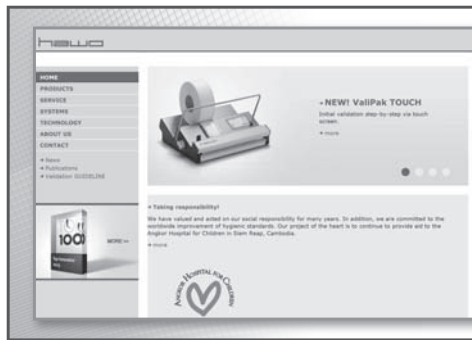 hawo
HOME
PRODUCTS
SERVICE
SYSTEMS
TECHNOLOGY
ABOUT US
CONTACT
➔ News
➔ Publications
➔ Validation GUIDELINE
➔ NEW! ValiPak TOUCH
Initial validation step-by-step via touch
screen.
➔ more
100
MORE >>
➔ Taking responsibility!
We have valued and acted on our social responsibility for many years. In addition, we are committed to the
worldwide improvement of hygienic standards. Our project of the heart is to continue to provide aid to the
Angkor Hospital for Children in Siem Reap, Cambodia.
➔ more
ANGKOR HOSPITAL FOR CHILDREN